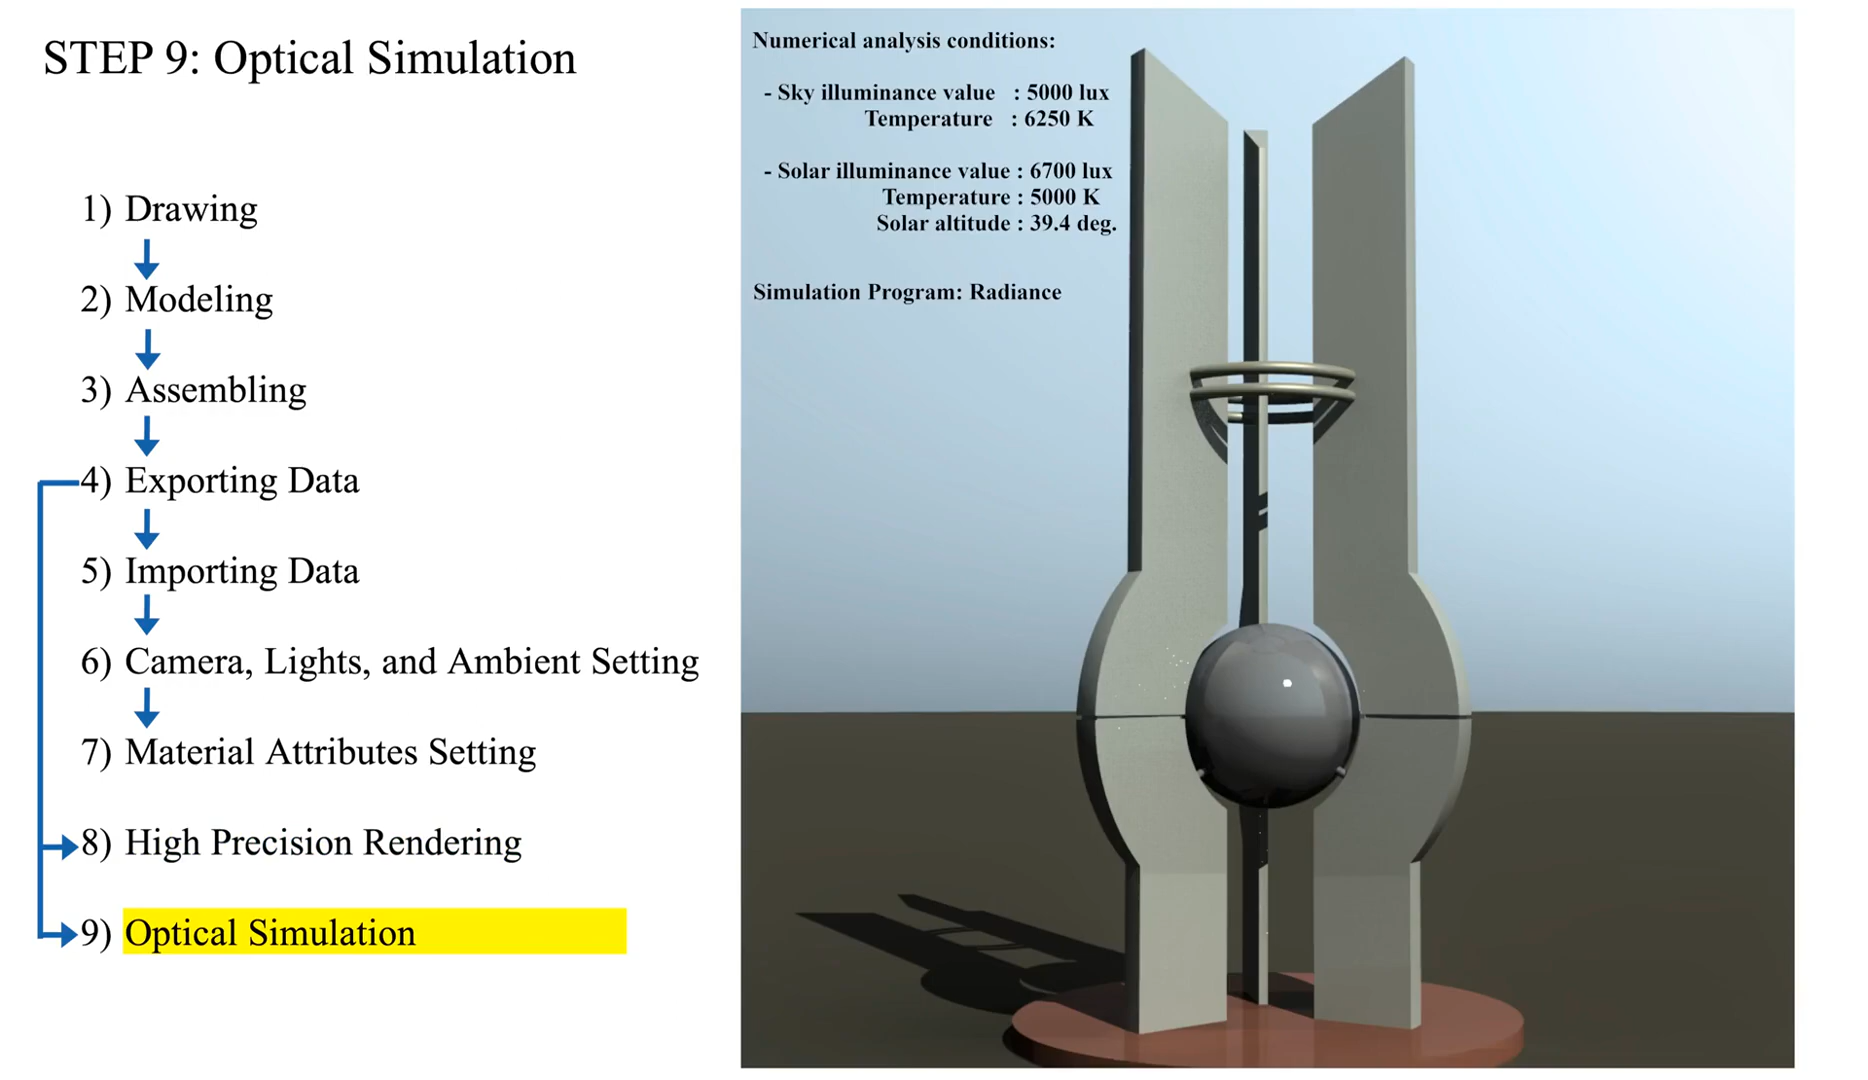 STEP 9: Optical Simulation
1) Drawing
2) Modeling
3) Assembling
4) Exporting Data
5) Importing Data
6) Camera, Lights, and Ambient Setting
7) Material Attributes Setting
8) High Precision Rendering
9) Optical Simulation
Numerical analysis conditions:
- Sky illuminance value : 5000 lux
Temperature : 6250 K
- Solar illuminance value : 6700 lux
Temperature : 5000 K
Solar altitude : 39.4 deg.
Simulation Program: Radiance